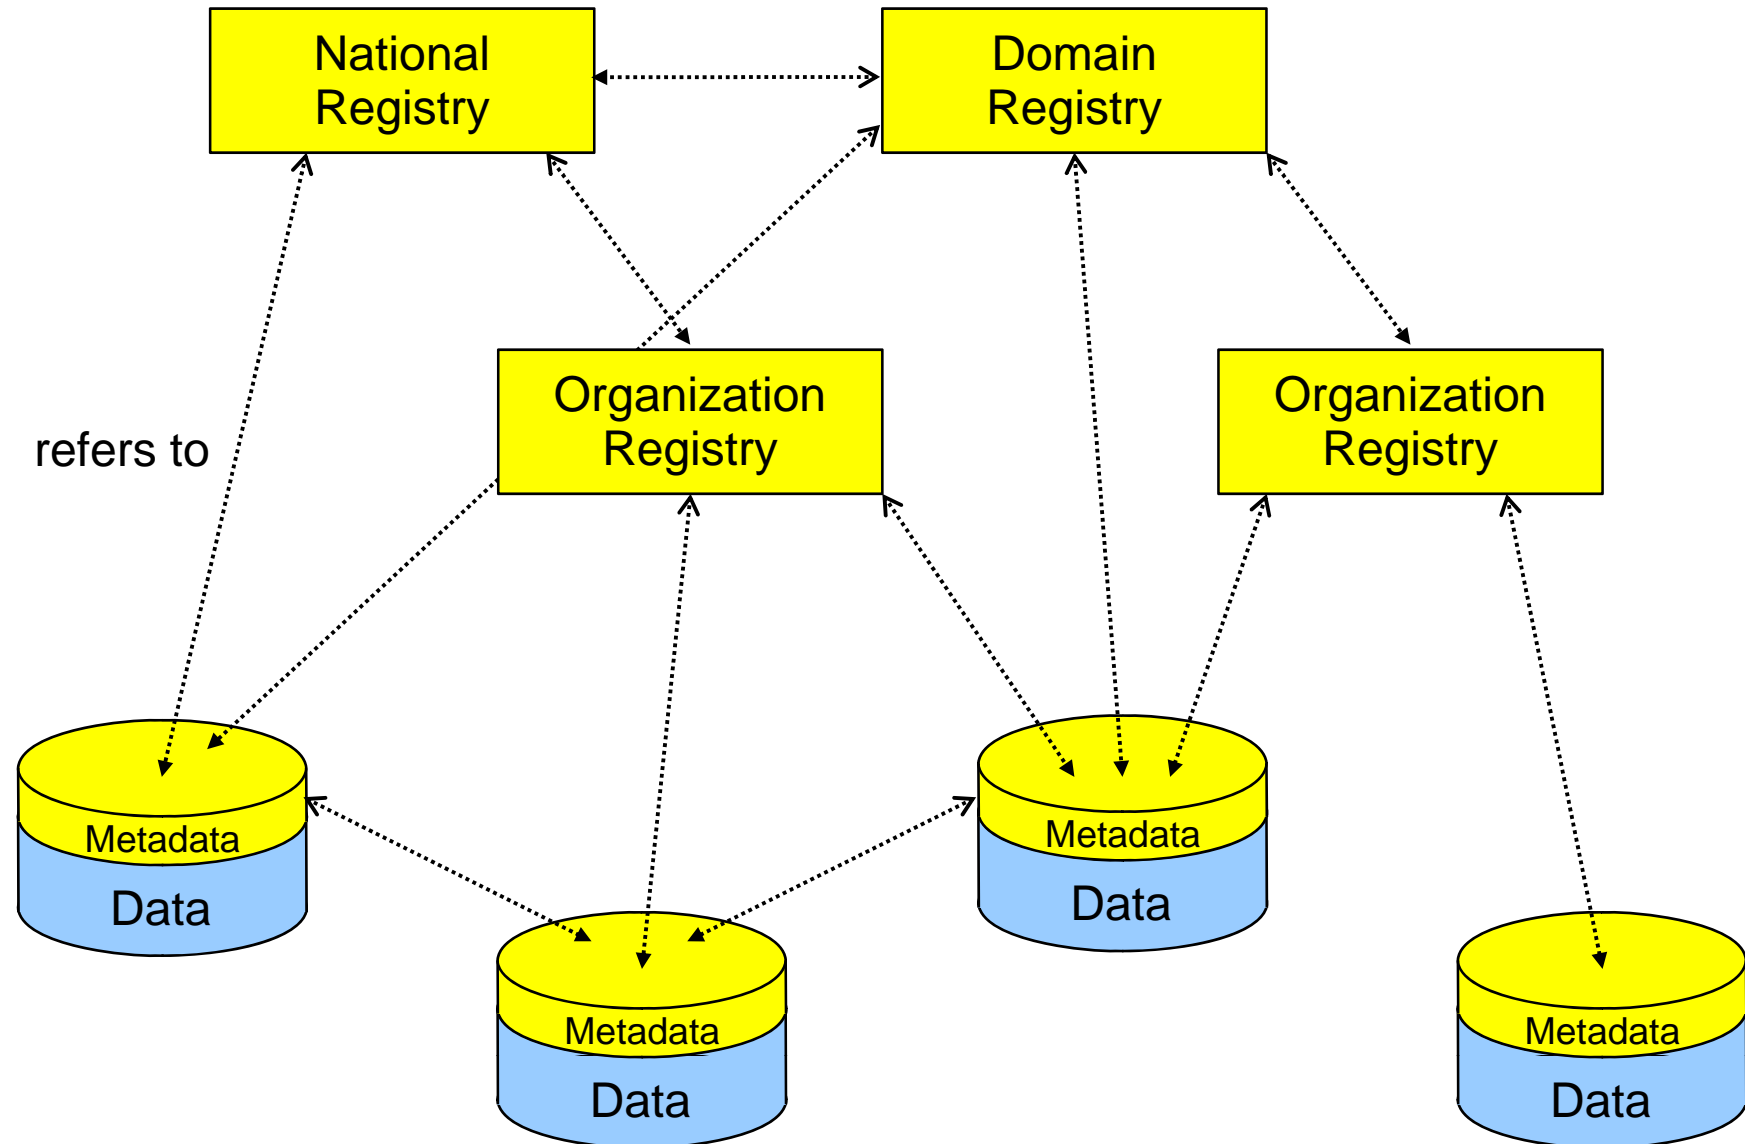 National
Registry
Domain
Registry
Organization
Registry
Organization
Registry
refers to
Metadata
Data
Metadata
Data
Metadata
Data
Metadata
Data